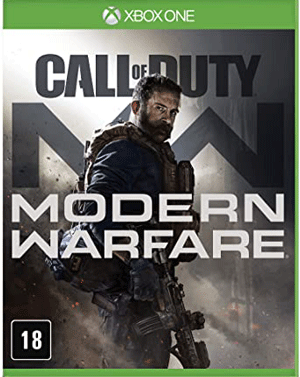 XBOX ONE
CALL OF DUTY
MW
MODERN
WARFARE
18